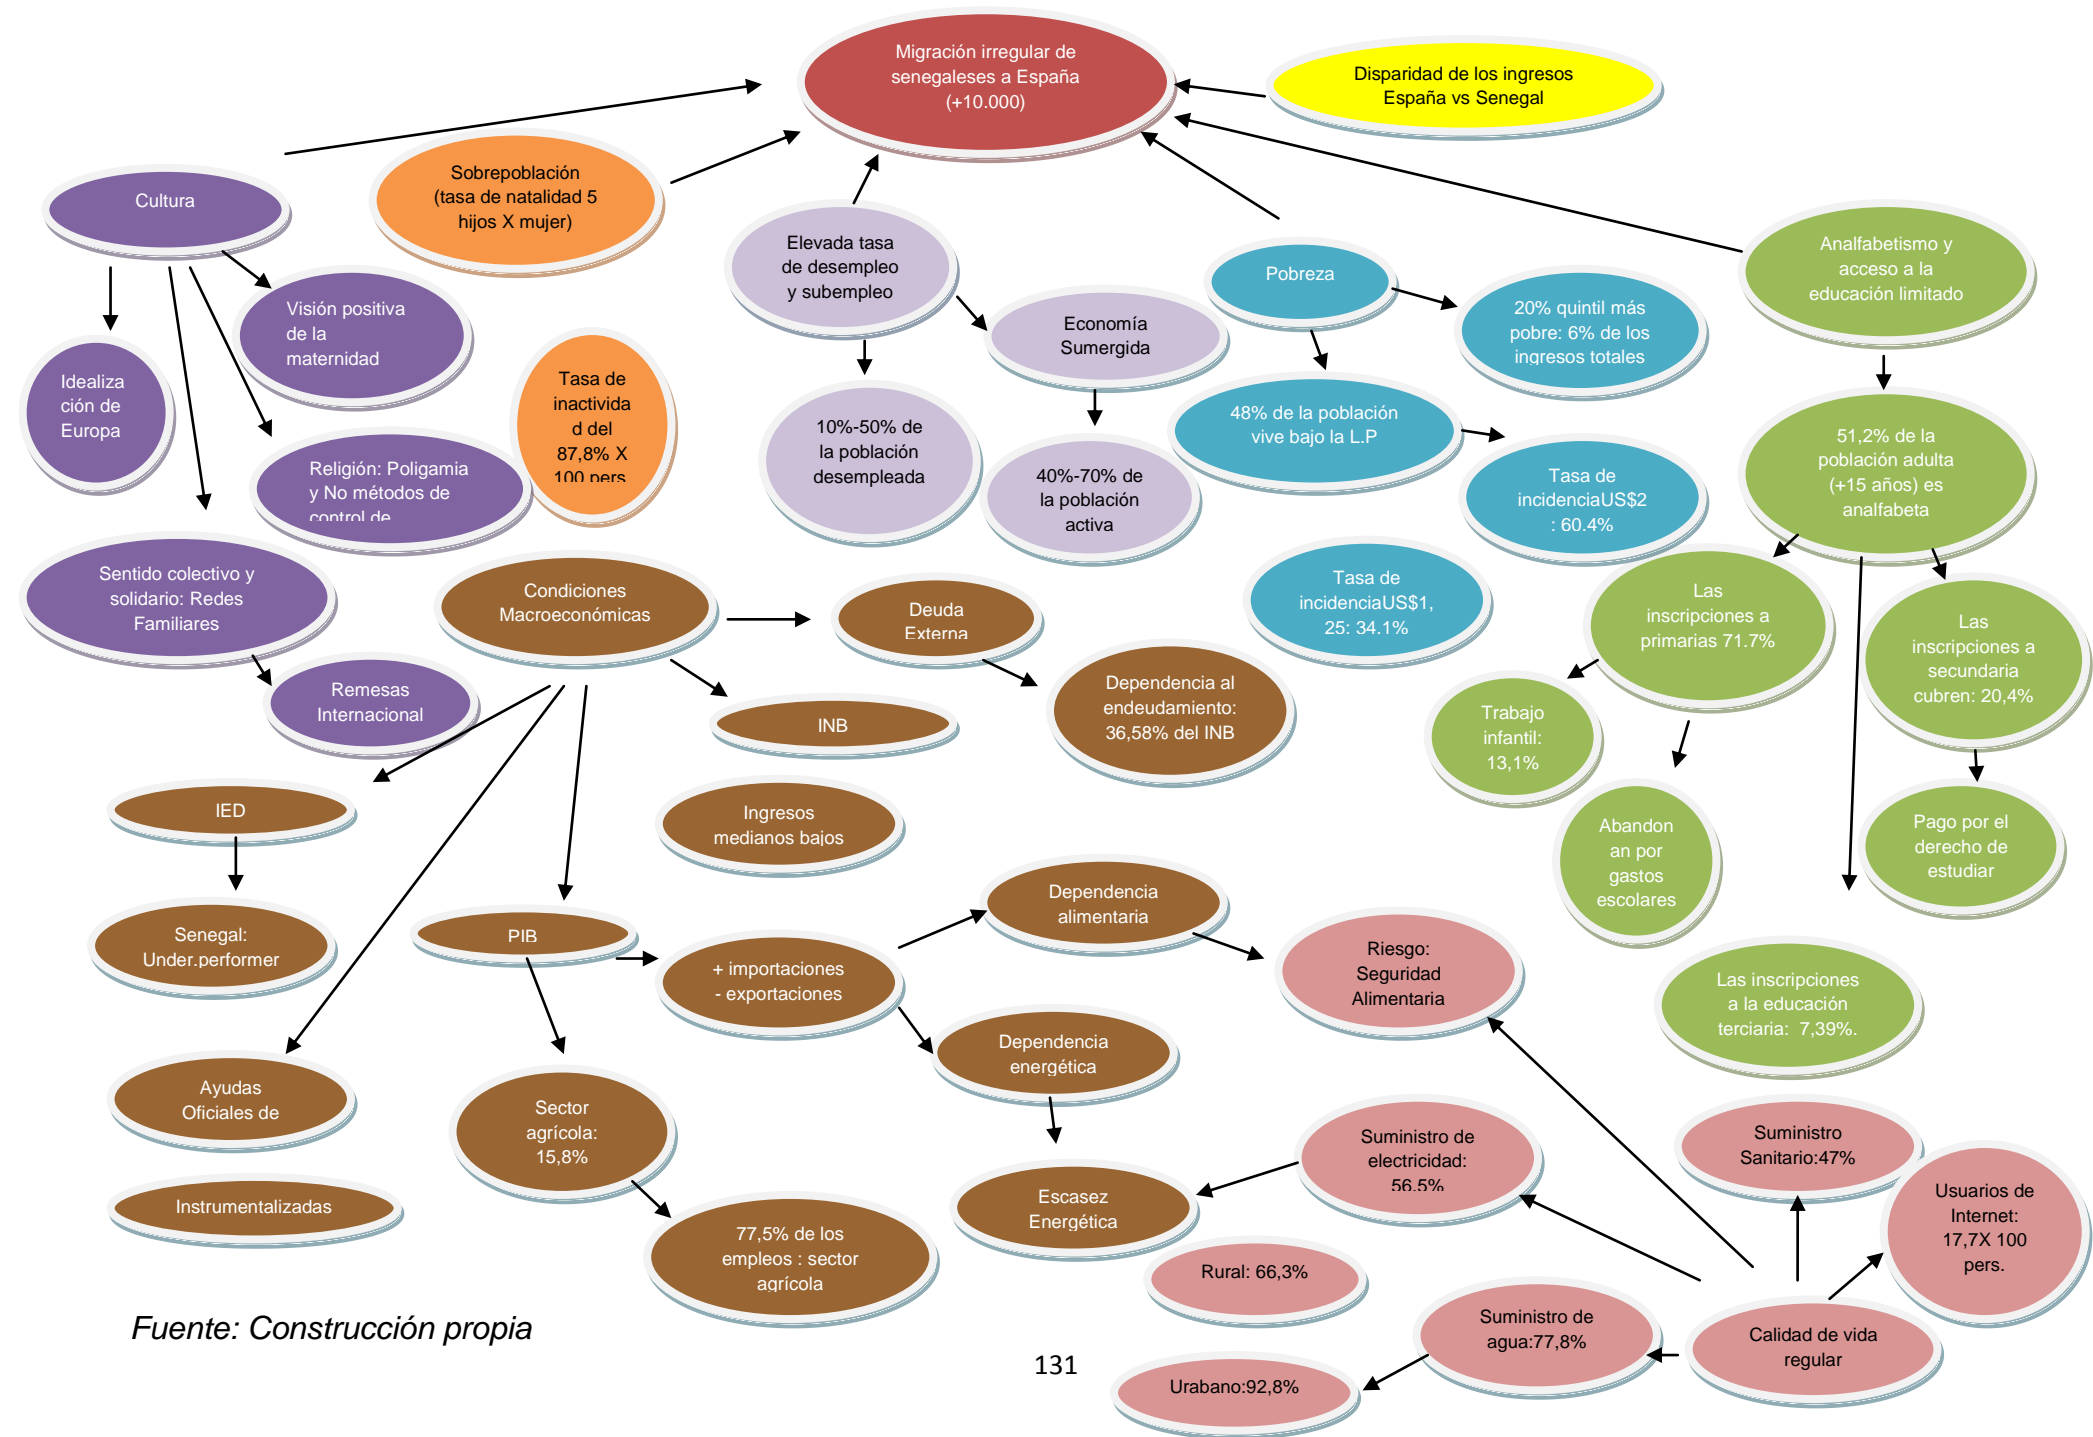 Migración irregular de
senegaleses a España
(+10.000)
Disparidad de los ingresos
España vs Senegal
Cultura
Sobrepoblación
(tasa de natalidad 5
hijos X mujer)
Elevada tasa
de desempleo
y subempleo
Pobreza
Analfabetismo y
acceso a la
educación limitado
Visión positiva
de la
maternidad
Economía
Sumergida
20% quintil más
pobre: 6% de los
ingresos totales
Idealiza
ción de
Europa
Tasa de
inactivida
d del
87,8% X
100 pers
10%-50% de
la población
desempleada
48% de la población
vive bajo la L.P
51,2% de la
población adulta
(+15 años) es
analfabeta
Religión: Poligamia
y No métodos de
control de
40%-70% de
la población
activa
Tasa de
incidenciaUS$2
: 60.4%
Sentido colectivo y
solidario: Redes
Familiares
Condiciones
Macroeconómicas
Deuda
Externa
Tasa de
incidenciaUS$1,
25: 34.1%
Las
inscripciones a
primarias 71.7%
Las
inscripciones a
secundaria
cubren: 20,4%
Remesas
Internacional
INB
Dependencia al
endeudamiento:
36,58% del INB
Trabajo
infantil:
13,1%
IED
Ingresos
medianos bajos
Abandon
an por
gastos
escolares
Pago por el
derecho de
estudiar
Senegal:
Under.performer
PIB
Dependencia
alimentaria
+ importaciones
- exportaciones
Riesgo:
Seguridad
Alimentaria
Las inscripciones
a la educación
terciaria:  7,39%.
Dependencia
energética
Ayudas
Oficiales de
Sector
agrícola:
15,8%
Suministro de
electricidad:
56.5%
Suministro
Sanitario:47%
Instrumentalizadas
Escasez
Energética
Usuarios de
Internet:
17,7X 100
pers.
77,5% de los
empleos : sector
agrícola
Rural: 66,3%
Suministro de
agua:77,8%
Calidad de vida
regular
Urabano:92,8%
Fuente: Construcción propia
131